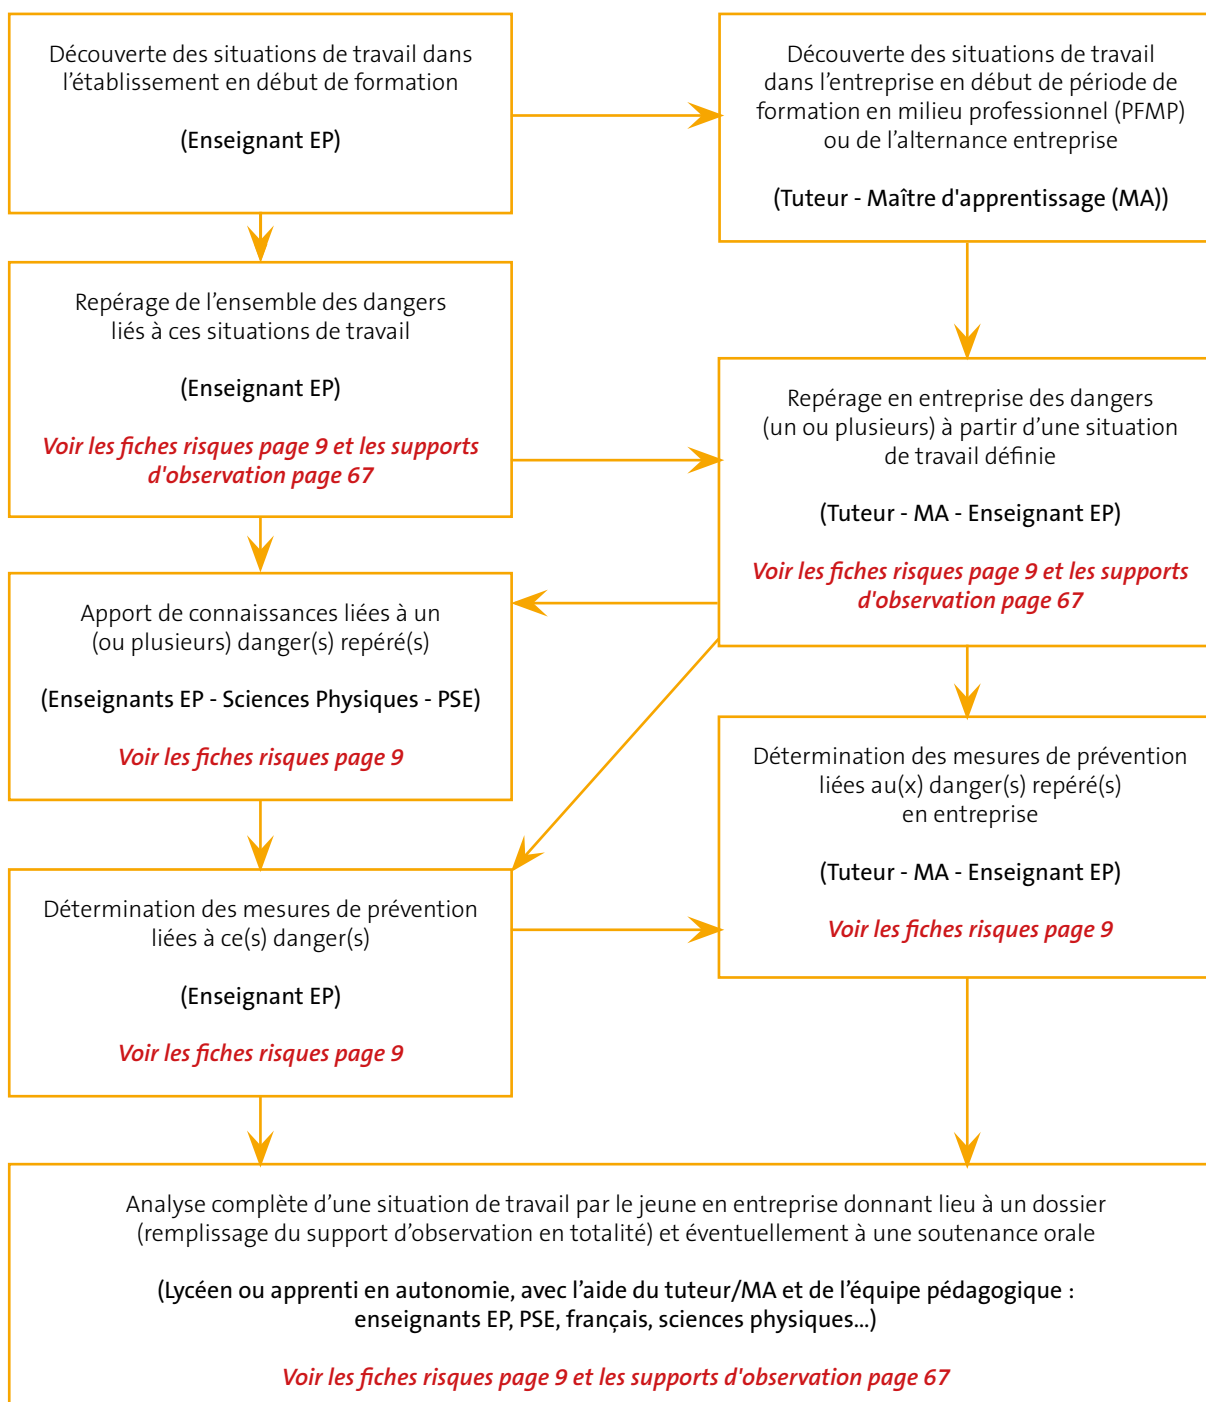 Découverte des situations de travail dans
l'établissement en début de formation
(Enseignant EP)
Découverte des situations de travail
dans l'entreprise en début de période de
formation en milieu professionnel (PFMP)
ou de l'alternance entreprise
(Tuteur - Maître d'apprentissage (MA))
Repérage de l'ensemble des dangers
liés à ces situations de travail
(Enseignant EP)
Voir les fiches risques page 9 et les supports
d'observation page 67
Repérage en entreprise des dangers
(un ou plusieurs) à partir d'une situation
de travail définie
(Tuteur - MA - Enseignant EP)
Voir les fiches risques page 9 et les supports
d'observation page 67
Apport de connaissances liées à un
(ou plusieurs) danger(s) repéré(s)
(Enseignants EP - Sciences Physiques - PSE)
Voir les fiches risques page 9
Détermination des mesures de prévention
liées au(x) danger(s) repéré(s)
en entreprise
(Tuteur - MA - Enseignant EP)
Voir les fiches risques page 9
Détermination des mesures de prévention
liées à ce(s) danger(s)
(Enseignant EP)
Voir les fiches risques page 9
Analyse complète d'une situation de travail par le jeune en entreprise donnant lieu à un dossier
(remplissage du support d'observation en totalité) et éventuellement à une soutenance orale
(Lycéen ou apprenti en autonomie, avec l'aide du tuteur/MA et de l'équipe pédagogique :
enseignants EP, PSE, français, sciences physiques...)
Voir les fiches risques page 9 et les supports d'observation page 67